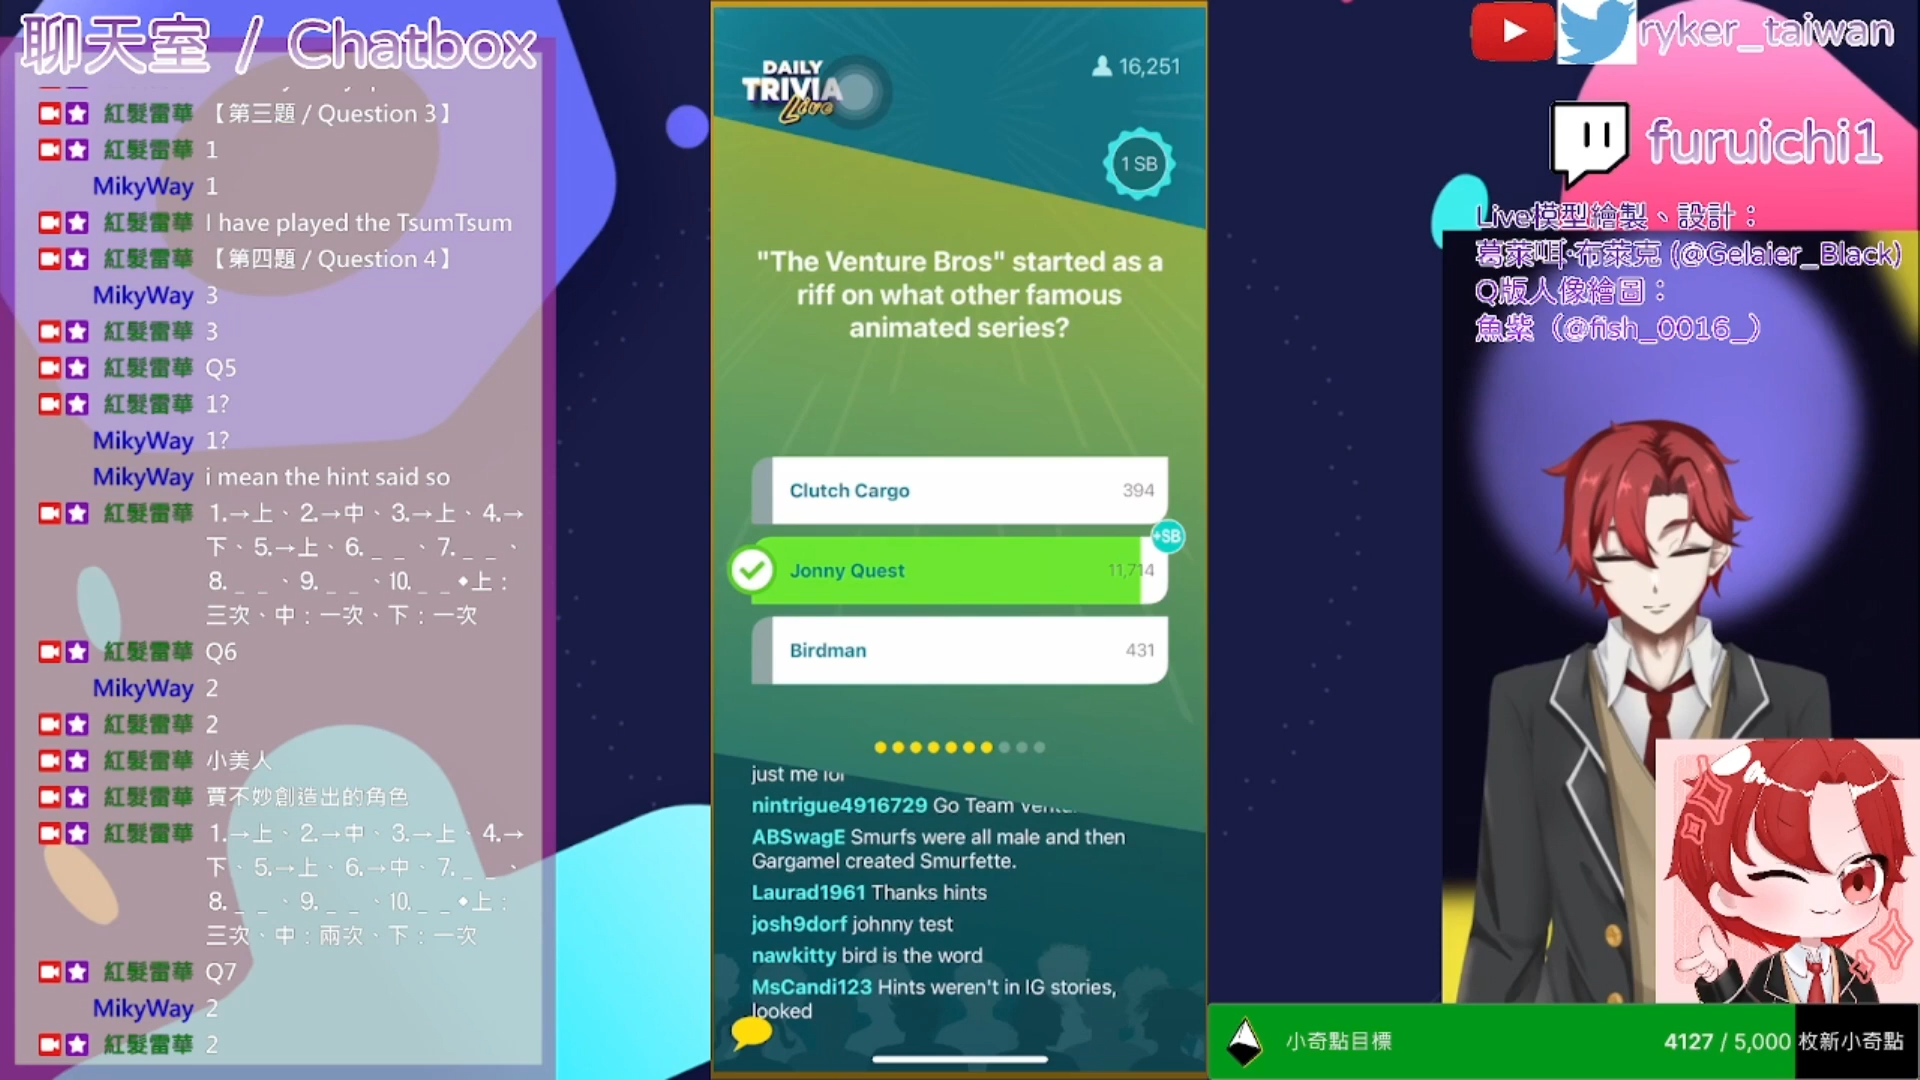 聊天室 / Chatbox
紅髮雷華 【第三題 / Question 3】
紅髮雷華 1
MikyWay 1
紅髮雷華 I have played the TsumTsum
紅髮雷華 【第四題 / Question 4】
MikyWay 3
紅髮雷華 3
紅髮雷華 Q5
紅髮雷華 1?
MikyWay 1?
MikyWay i mean the hint said so
紅髮雷華 1.→上、2.→中、3.→上、4.→
下、5.→上、6._ _ 、7._ _ 、
8._ _ 、9._ _ 、10._ _ ◆上：
三次、中：一次、下：一次
紅髮雷華 Q6
MikyWay 2
紅髮雷華 2
紅髮雷華 小美人
紅髮雷華 賈不妙創造出的角色
紅髮雷華 1.→上、2.→中、3.→上、4.→
下、5.→上、6.→中、7._ _ 、
8._ _ 、9._ _ 、10._ _ ◆上：
三次、中：兩次、下：一次
紅髮雷華 Q7
MikyWay 2
紅髮雷華 2
DAILY
TRIVIA
Live
16,251
1 SB
"The Venture Bros" started as a
riff on what other famous
animated series?
Clutch Cargo 394
+SB
Jonny Quest 11,714
Birdman 431
just me lol
nintrigue4916729 Go Team
ABSwagE Smurfs were all male and then
Gargamel created Smurfette.
Laurad1961 Thanks hints
josh9dorf johnny test
nawkitty bird is the word
MsCandi123 Hints weren't in IG stories,
looked
ryker_taiwan
furuichi1
Live模型繪製、設計：
葛萊咡·布萊克 (@Gelaier_Black)
Q版人像繪圖：
魚紫（@fish_0016_）
小奇點目標 4127 / 5,000 枚新小奇點